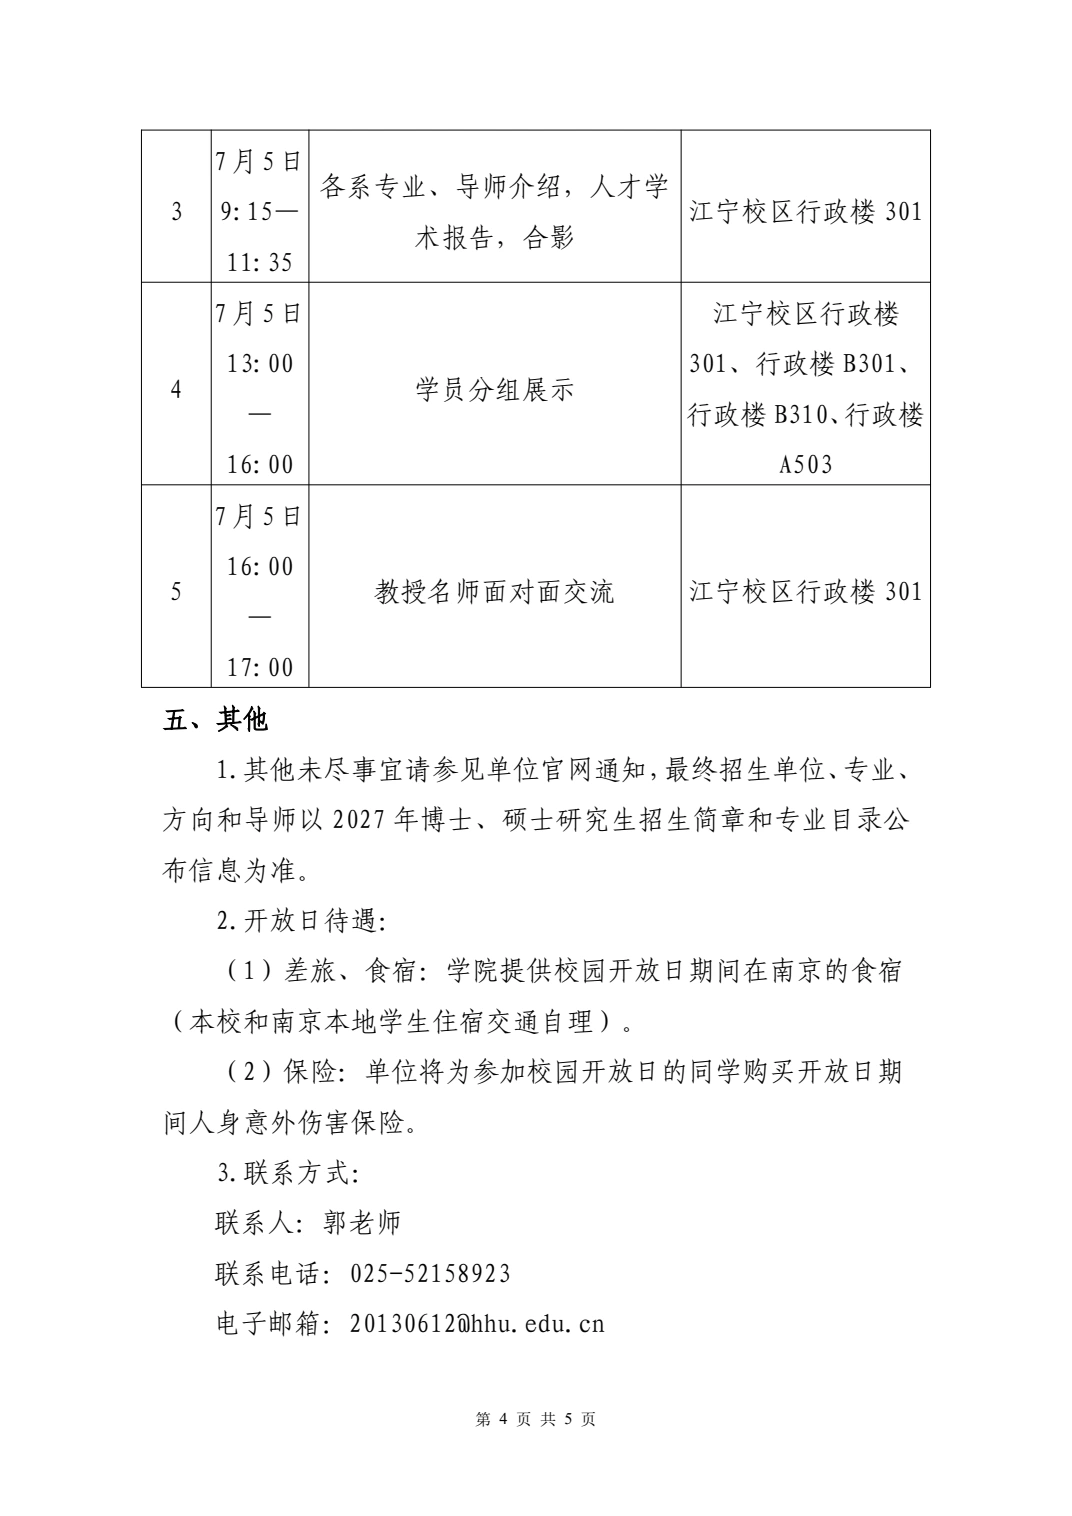 3
7月5日
9:15—
11:35
各系专业、导师介绍，人才学
术报告，合影
江宁校区行政楼 301
4
7月5日
13:00
—
16:00
学员分组展示
江宁校区行政楼
301、行政楼 B301、
行政楼 B310、行政楼
A503
5
7月5日
16:00
—
17:00
教授名师面对面交流
江宁校区行政楼 301
五、其他
1.其他未尽事宜请参见单位官网通知，最终招生单位、专业、
方向和导师以 2027 年博士、硕士研究生招生简章和专业目录公
布信息为准。
2.开放日待遇：
（1）差旅、食宿：学院提供校园开放日期间在南京的食宿
（本校和南京本地学生住宿交通自理）。
（2）保险：单位将为参加校园开放日的同学购买开放日期
间人身意外伤害保险。
3.联系方式：
联系人：郭老师
联系电话：025-52158923
电子邮箱：20130612@hhu.edu.cn
第 4 页 共 5 页